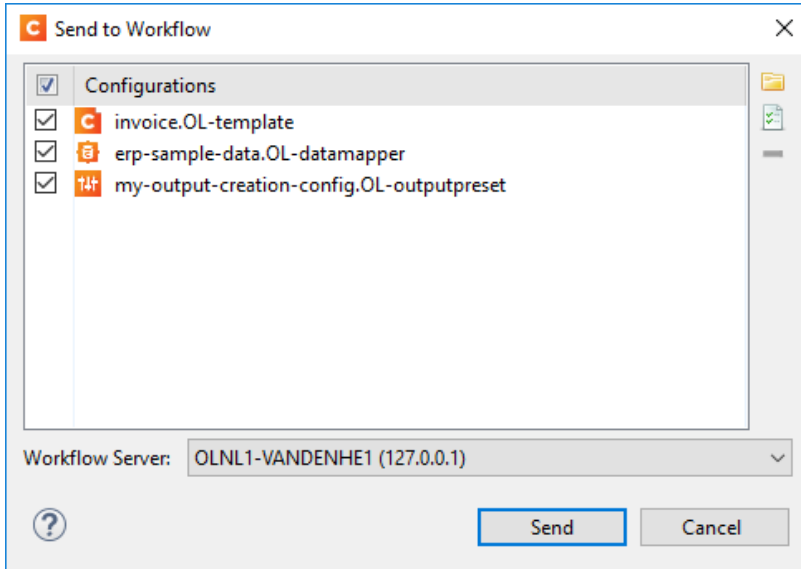 Send to Workflow
Configurations
invoice.OL-template
erp-sample-data.OL-datamapper
my-output-creation-config.OL-outputpreset
Workflow Server: OLNL1-VANDENHE1 (127.0.0.1)
Send Cancel